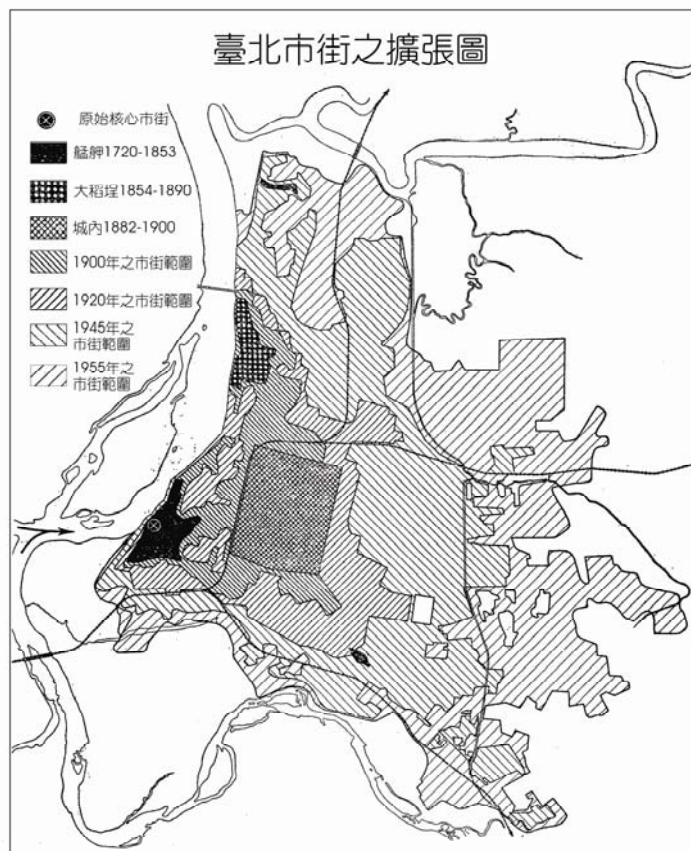 臺北市街之擴張圖
原始核心市街
艋舺1720-1853
大稻埕1854-1890
城內1882-1900
1900年之市街範圍
1920年之市街範圍
1945年之
市街範圍
1955年之
市街範圍